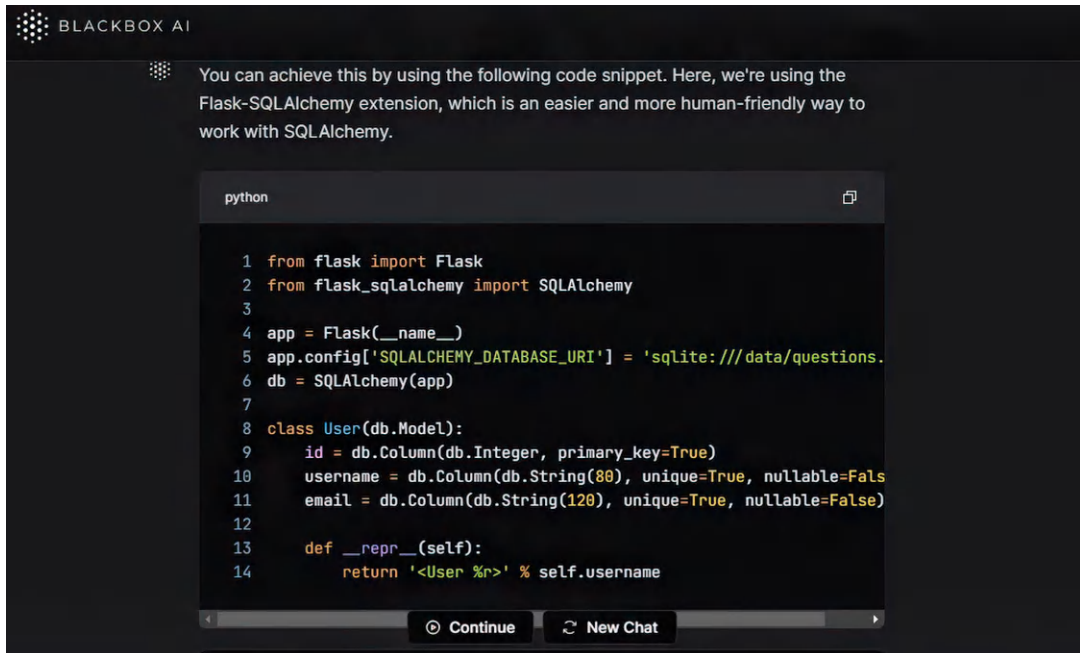 BLACKBOX AI
You can achieve this by using the following code snippet. Here, we're using the
Flask-SQLAlchemy extension, which is an easier and more human-friendly way to
work with SQLAlchemy.
python
1 from flask import Flask
2 from flask_sqlalchemy import SQLAlchemy
3
4 app = Flask(__name__)
5 app.config['SQLALCHEMY_DATABASE_URI'] = 'sqlite:///data/questions.
6 db = SQLAlchemy(app)
7
8 class User(db.Model):
9     id = db.Column(db.Integer, primary_key=True)
10     username = db.Column(db.String(80), unique=True, nullable=Fals
11     email = db.Column(db.String(120), unique=True, nullable=False)
12
13     def __repr__(self):
14         return '<User %r>' % self.username
Continue New Chat